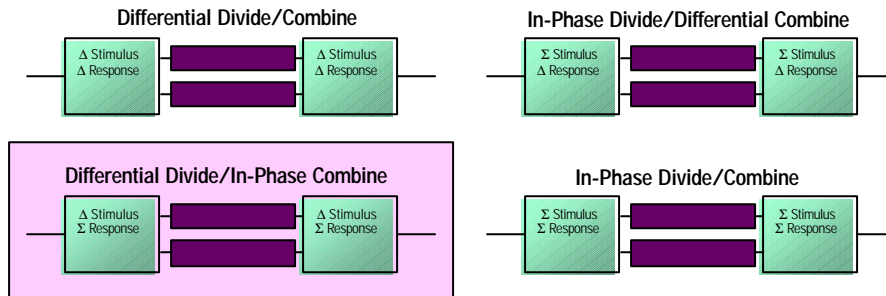 Differential Divide/Combine
Δ Stimulus
Δ Response
Δ Stimulus
Δ Response
In-Phase Divide/Differential Combine
Σ Stimulus
Δ Response
Σ Stimulus
Δ Response
Differential Divide/In-Phase Combine
Δ Stimulus
Σ Response
Δ Stimulus
Σ Response
In-Phase Divide/Combine
Σ Stimulus
Σ Response
Σ Stimulus
Σ Response